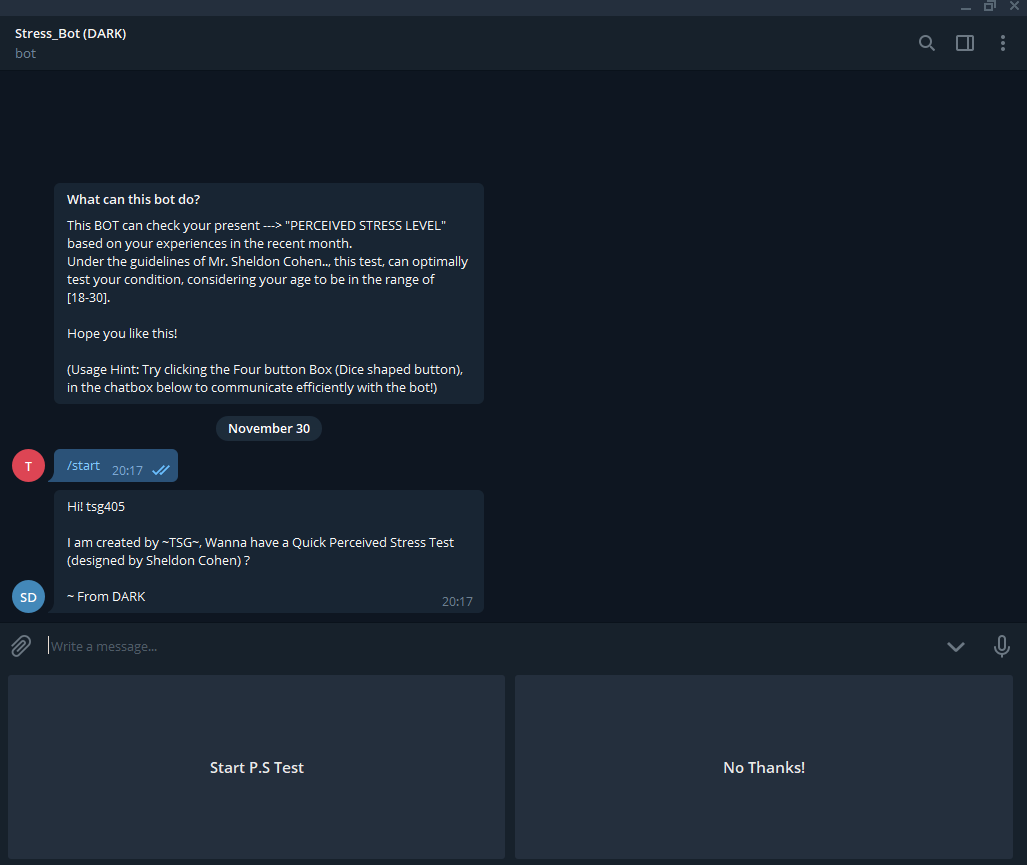 Stress_Bot (DARK)
bot
What can this bot do?
This BOT can check your present ---> "PERCEIVED STRESS LEVEL"
based on your experiences in the recent month.
Under the guidelines of Mr. Sheldon Cohen.., this test, can optimally
test your condition, considering your age to be in the range of
[18-30].
Hope you like this!
(Usage Hint: Try clicking the Four button Box (Dice shaped button),
in the chatbox below to communicate efficiently with the bot!)
November 30
T
/start 20:17
Hi! tsg405
I am created by ~TSG~, Wanna have a Quick Perceived Stress Test
(designed by Sheldon Cohen) ?
SD
~ From DARK
20:17
Write a message...
Start P.S Test
No Thanks!